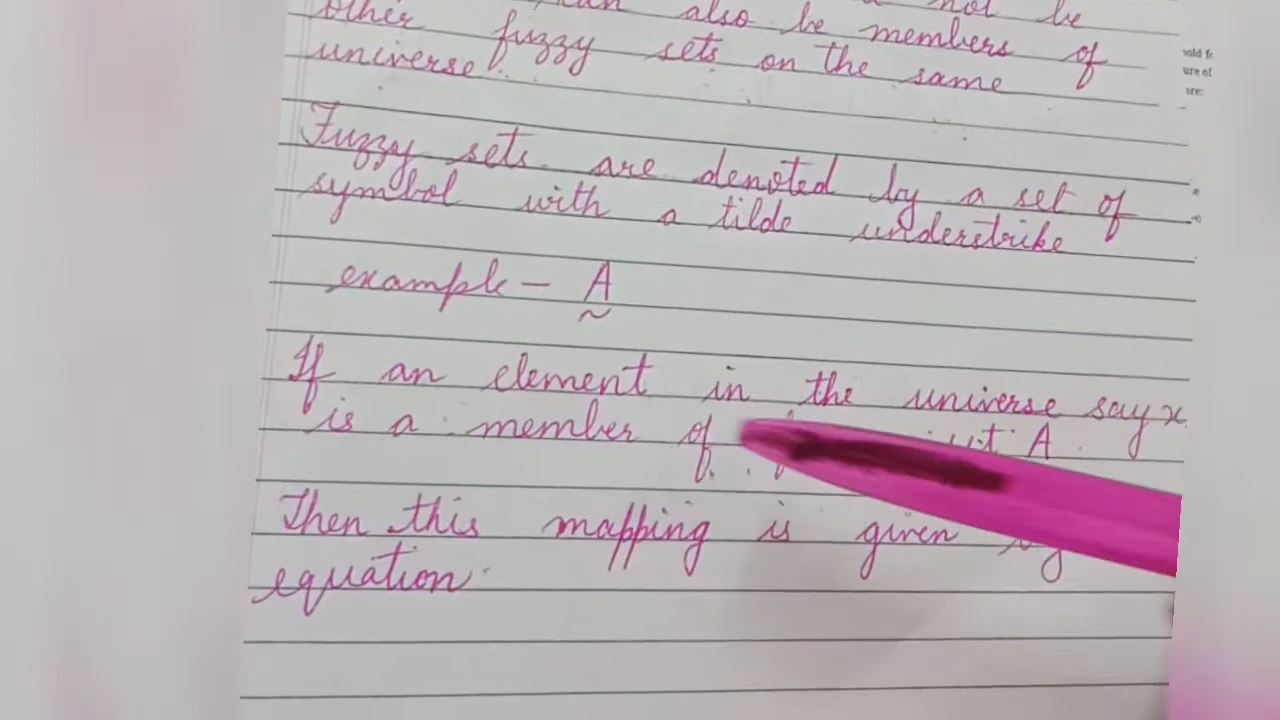 can also be members of
other fuzzy sets on the same
universe.
Fuzzy sets are denoted by a set of
symbol with a tilde understrike
example - A
~
If an element in the universe say x
is a member of A.
Then this mapping is given
equation.